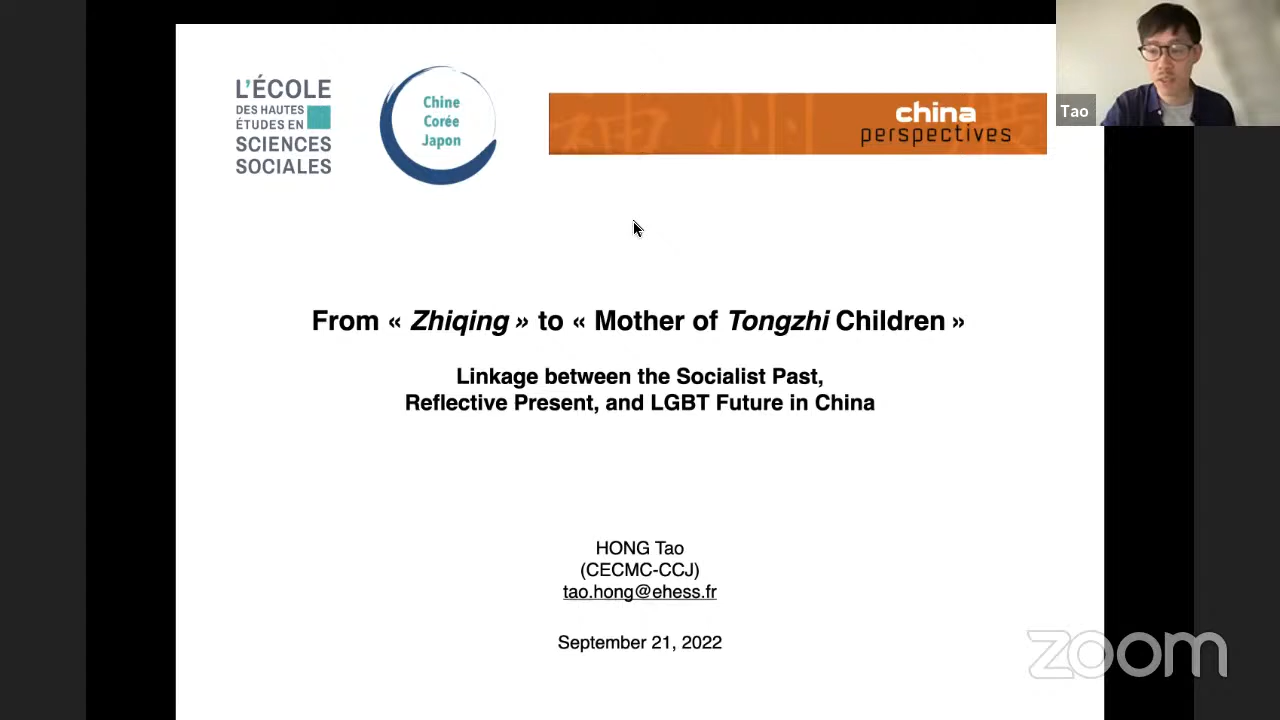 L'ÉCOLE
DES HAUTES
ÉTUDES EN
SCIENCES
SOCIALES
Chine
Corée
Japon
china
perspectives
Tao
From « Zhiqing » to « Mother of Tongzhi Children »
Linkage between the Socialist Past,
Reflective Present, and LGBT Future in China
HONG Tao
(CECMC-CCJ)
tao.hong@ehess.fr
September 21, 2022
zoom